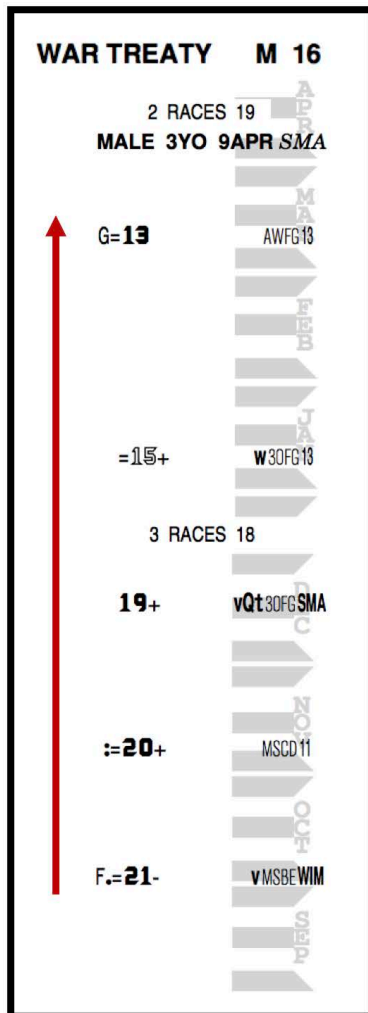 WAR TREATY M 16
APR
2 RACES 19
MALE 3YO 9APR SMA
MAR
G=13 AWFG13
FEB
JAN
=15+ w30FG13
3 RACES 18
DEC
19+ vQt30FGSMA
NOV
:=20+ MSCD11
OCT
F.=21- vMSBEWIM
SEP